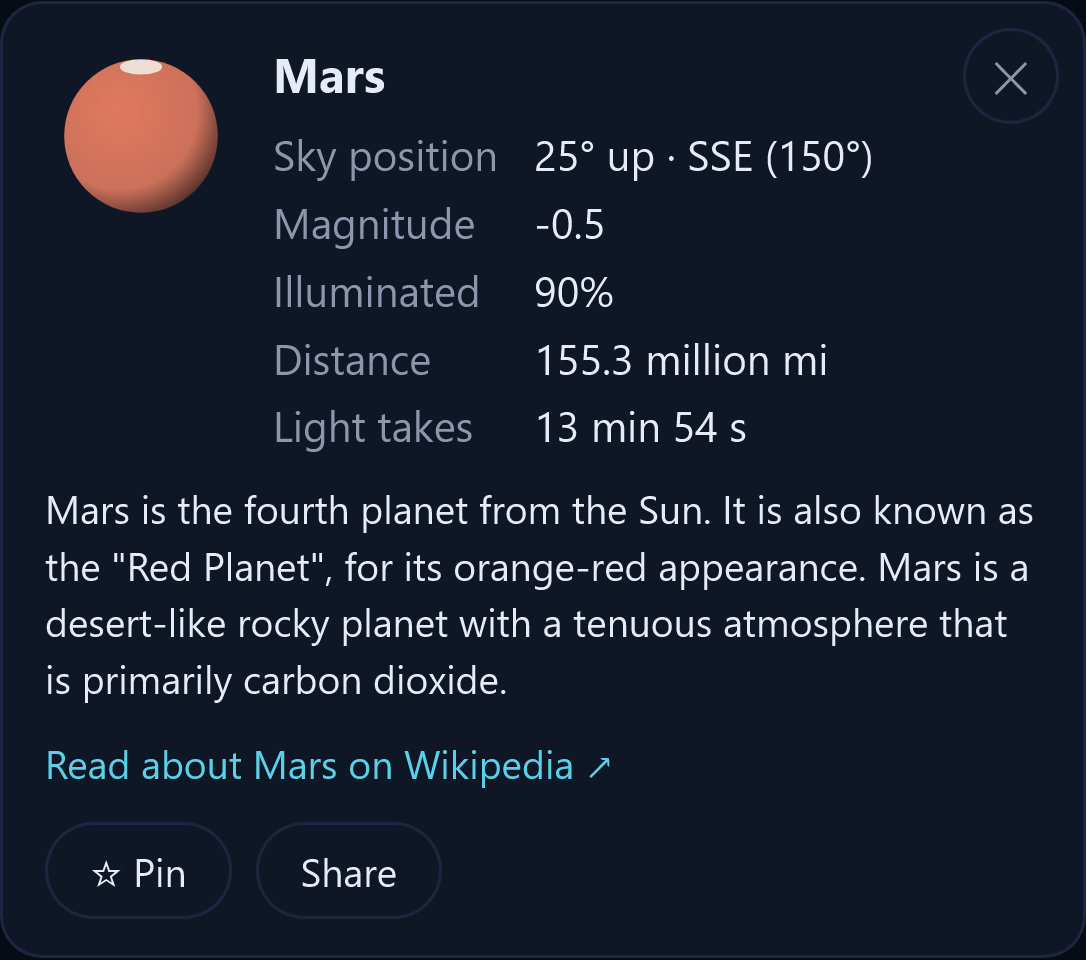 Mars
Sky position 25° up · SSE (150°)
Magnitude -0.5
Illuminated 90%
Distance 155.3 million mi
Light takes 13 min 54 s
Mars is the fourth planet from the Sun. It is also known as
the "Red Planet", for its orange-red appearance. Mars is a
desert-like rocky planet with a tenuous atmosphere that
is primarily carbon dioxide.
Read about Mars on Wikipedia ↗
☆ Pin Share